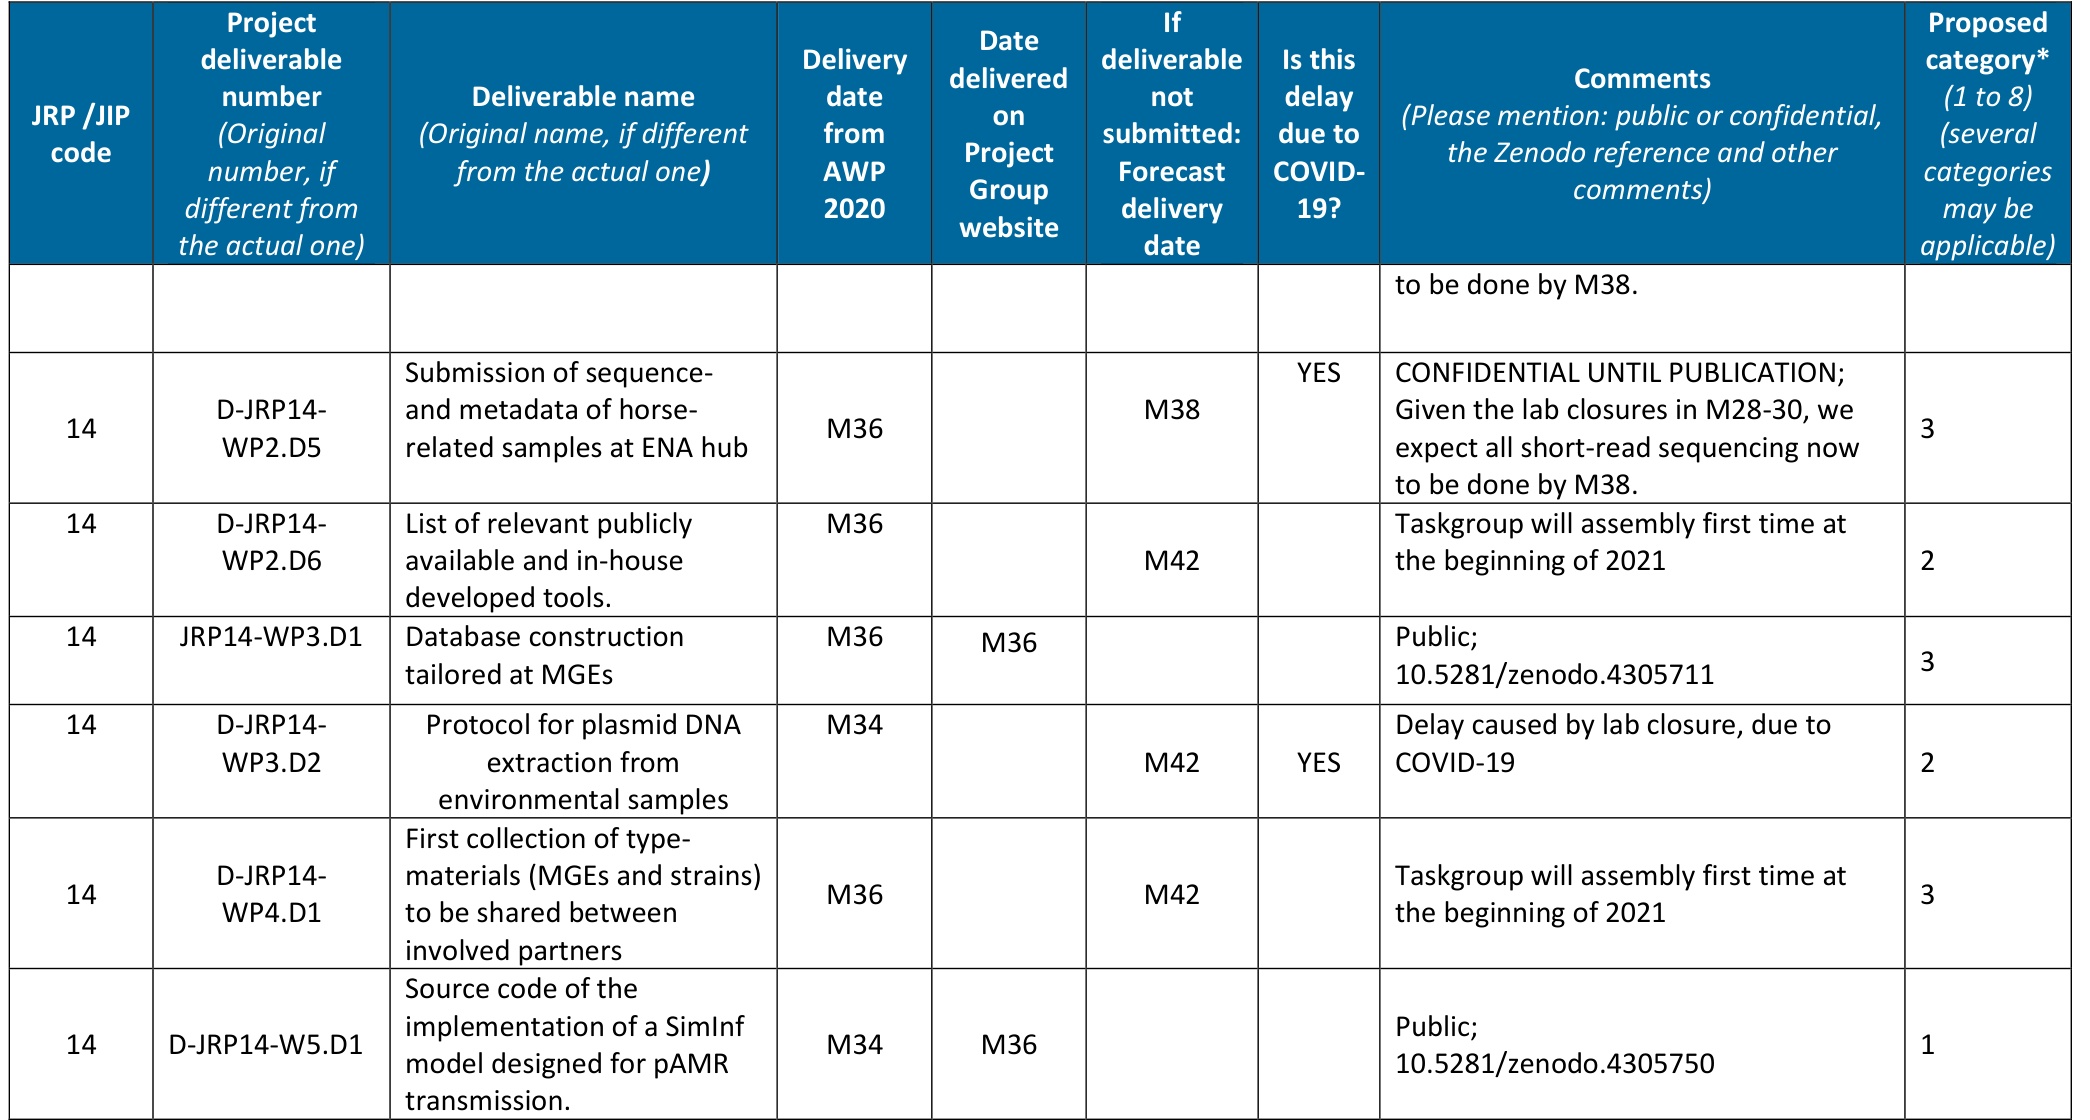 JRP /JIP
code
Project
deliverable
number
(Original
number, if
different from
the actual one)
Deliverable name
(Original name, if different
from the actual one)
Delivery
date
from
AWP
2020
Date
delivered
on
Project
Group
website
If
deliverable
not
submitted:
Forecast
delivery
date
Is this
delay
due to
COVID-
19?
Comments
(Please mention: public or confidential,
the Zenodo reference and other
comments)
Proposed
category*
(1 to 8)
(several
categories
may be
applicable)
to be done by M38.
14
D-JRP14-
WP2.D5
Submission of sequence-
and metadata of horse-
related samples at ENA hub
M36
M38
YES
CONFIDENTIAL UNTIL PUBLICATION;
Given the lab closures in M28-30, we
expect all short-read sequencing now
to be done by M38.
3
14
D-JRP14-
WP2.D6
List of relevant publicly
available and in-house
developed tools.
M36
M42
Taskgroup will assembly first time at
the beginning of 2021
2
14
JRP14-WP3.D1
Database construction
tailored at MGEs
M36
M36
Public;
10.5281/zenodo.4305711
3
14
D-JRP14-
WP3.D2
Protocol for plasmid DNA
extraction from
environmental samples
M34
M42
YES
Delay caused by lab closure, due to
COVID-19
2
14
D-JRP14-
WP4.D1
First collection of type-
materials (MGEs and strains)
to be shared between
involved partners
M36
M42
Taskgroup will assembly first time at
the beginning of 2021
3
14
D-JRP14-W5.D1
Source code of the
implementation of a SimInf
model designed for pAMR
transmission.
M34
M36
Public;
10.5281/zenodo.4305750
1